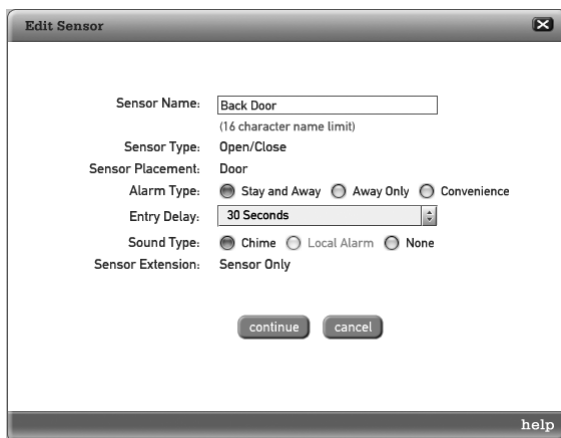 Edit Sensor
Sensor Name: Back Door
(16 character name limit)
Sensor Type: Open/Close
Sensor Placement: Door
Alarm Type: Stay and Away Away Only Convenience
Entry Delay: 30 Seconds
Sound Type: Chime Local Alarm None
Sensor Extension: Sensor Only
continue cancel
help